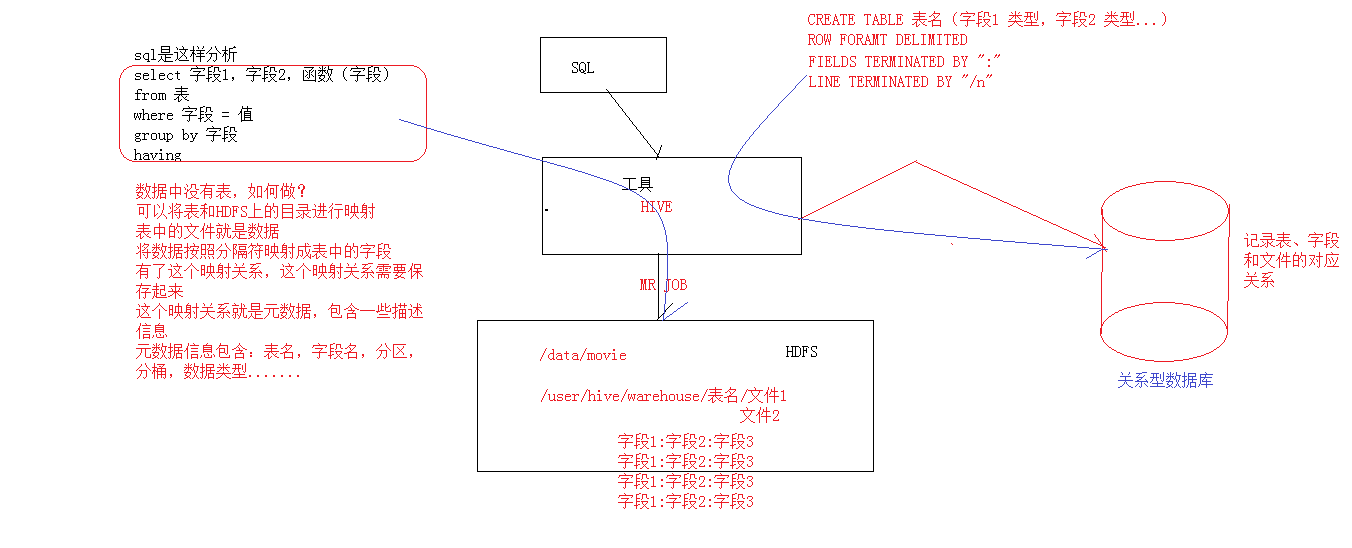 sql是这样分析
select 字段1, 字段2, 函数（字段）
from 表
where 字段 = 值
group by 字段
having
数据中没有表, 如何做?
可以将表和HDFS上的目录进行映射
表中的文件就是数据
将数据按照分隔符映射成表中的字段
有了这个映射关系, 这个映射关系需要保
存起来
这个映射关系就是元数据, 包含一些描述
信息
元数据信息包含: 表名, 字段名, 分区,
分桶, 数据类型.......
SQL
工具
HIVE
MR JOB
/data/movie
HDFS
/user/hive/warehouse/表名/文件1
文件2
字段1:字段2:字段3
字段1:字段2:字段3
字段1:字段2:字段3
字段1:字段2:字段3
CREATE TABLE 表名（字段1 类型, 字段2 类型...）
ROW FORAMT DELIMITED
FIELDS TERMINATED BY ":"
LINE TERMINATED BY "/n"
记录表、字段
和文件的对应
关系
关系型数据库